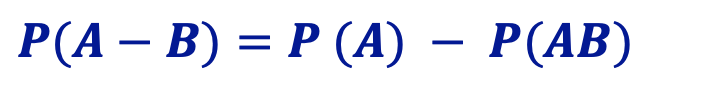 P(A − B) = P (A) − P(AB)